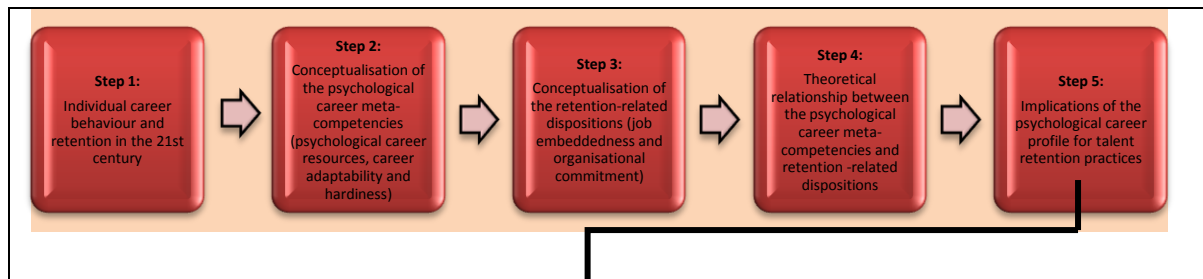 Step 1:
Individual career
behaviour and
retention in the 21st
century
Step 2:
Conceptualisation of
the psychological
career meta-
competencies
(psychological career
resources, career
adaptability and
hardiness)
Step 3:
Conceptualisation of
the retention-related
dispositions (job
embeddedness and
organisational
commitment)
Step 4:
Theoretical
relationship between
the psychological
career meta-
competencies and
retention -related
dispositions
Step 5:
Implications of the
psychological career
profile for talent
retention practices